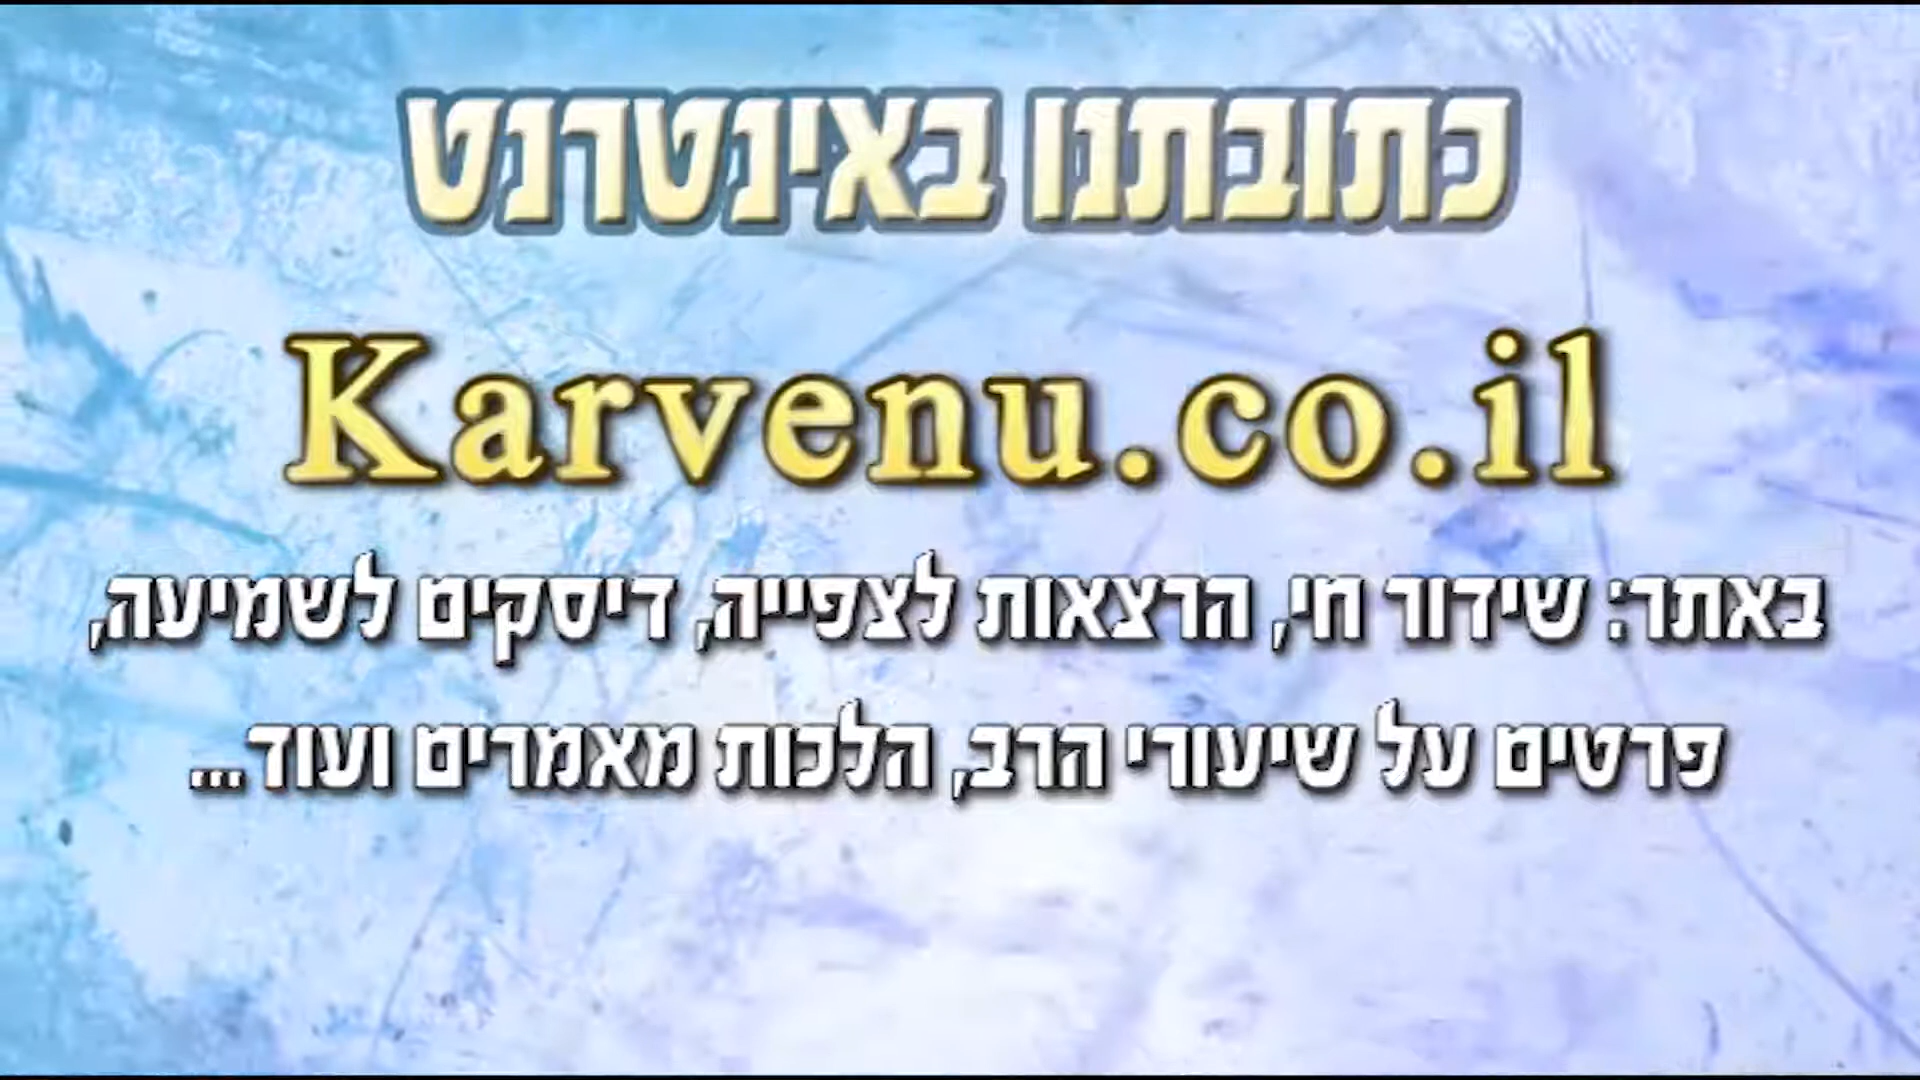 כתובתנו באינטרנט
Karvenu.co.il
באתר: שידור חי, הרצאות לצפייה, דיסקים לשמיעה,
פרטים על שיעורי הרב, הלכות מאמרים ועוד...